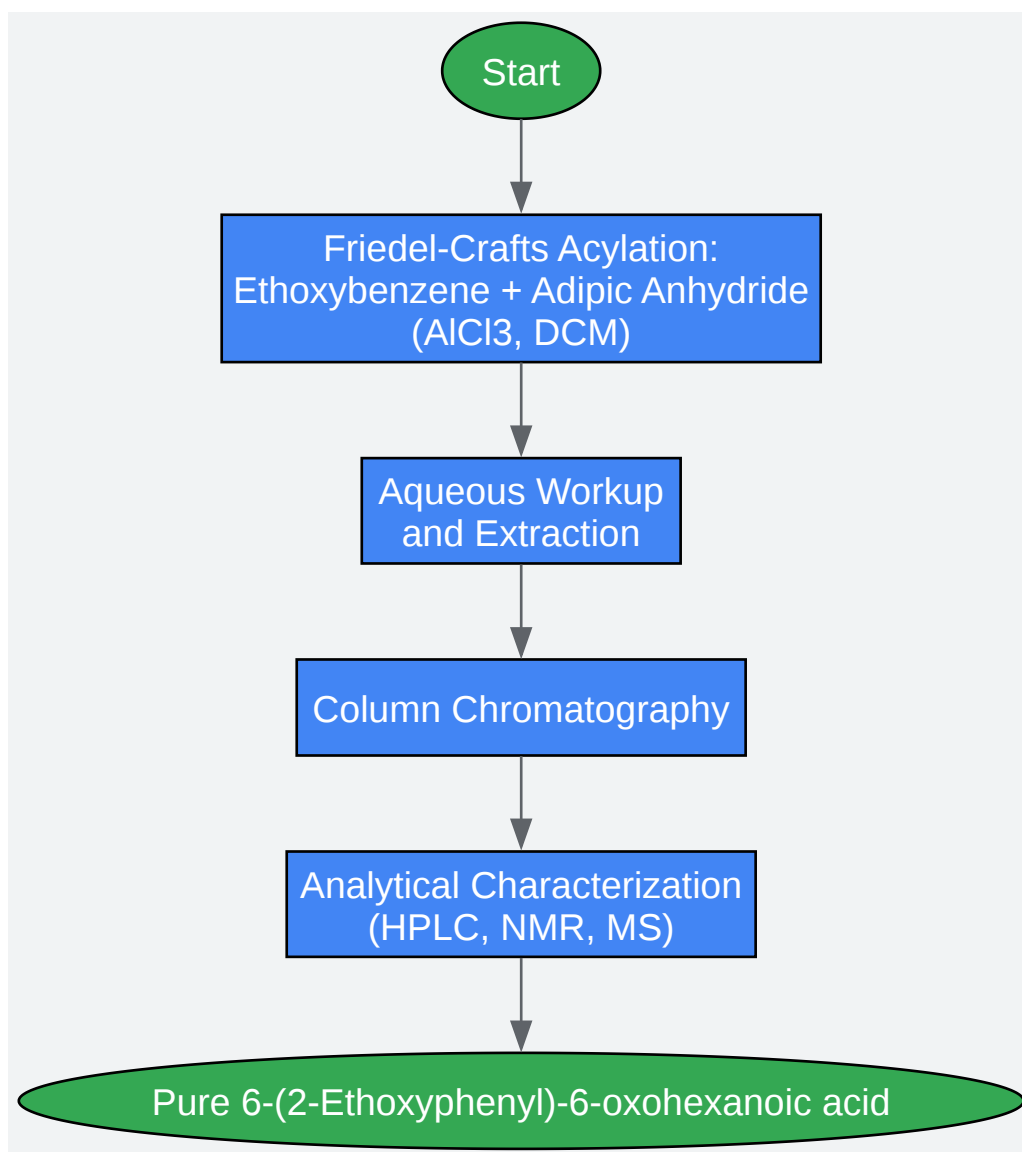 Start
Friedel-Crafts Acylation:
Ethoxybenzene + Adipic Anhydride
(AlCl3, DCM)
Aqueous Workup
and Extraction
Column Chromatography
Analytical Characterization
(HPLC, NMR, MS)
Pure 6-(2-Ethoxyphenyl)-6-oxohexanoic acid